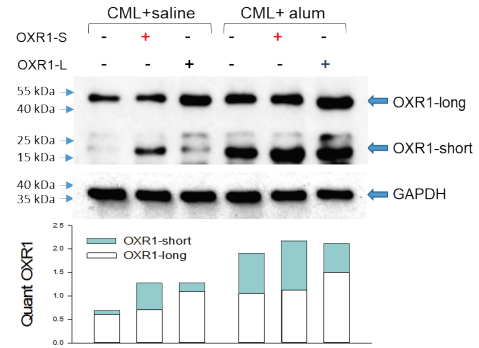 CML+saline CML+ alum
OXR1-S - + - - + -
OXR1-L - - + - - +
55 kDa
40 kDa
OXR1-long
25 kDa
15 kDa
OXR1-short
40 kDa
35 kDa
GAPDH
Quant OXR1
2.5
2.0
1.5
1.0
0.5
0.0
OXR1-short
OXR1-long